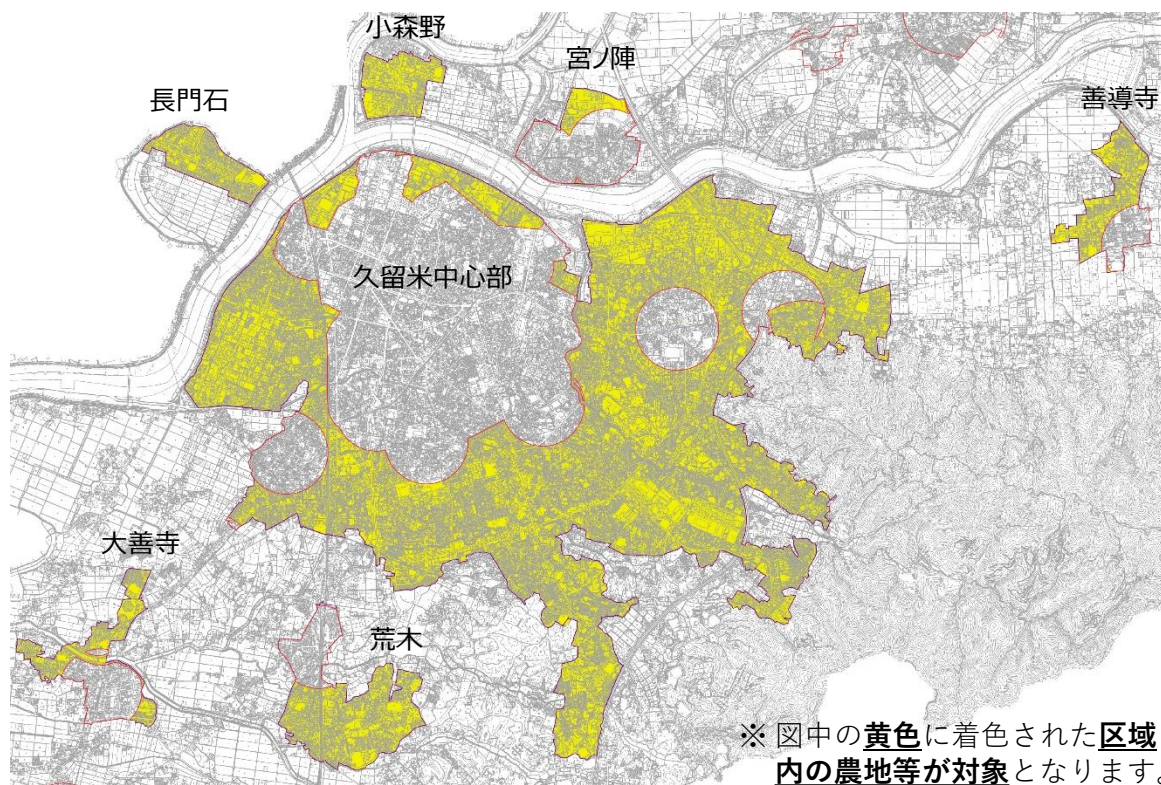 小森野
宮ノ陣
長門石
善導寺
久留米中心部
大善寺
荒木
※ 図中の黄色に着色された区域
内の農地等が対象となります。